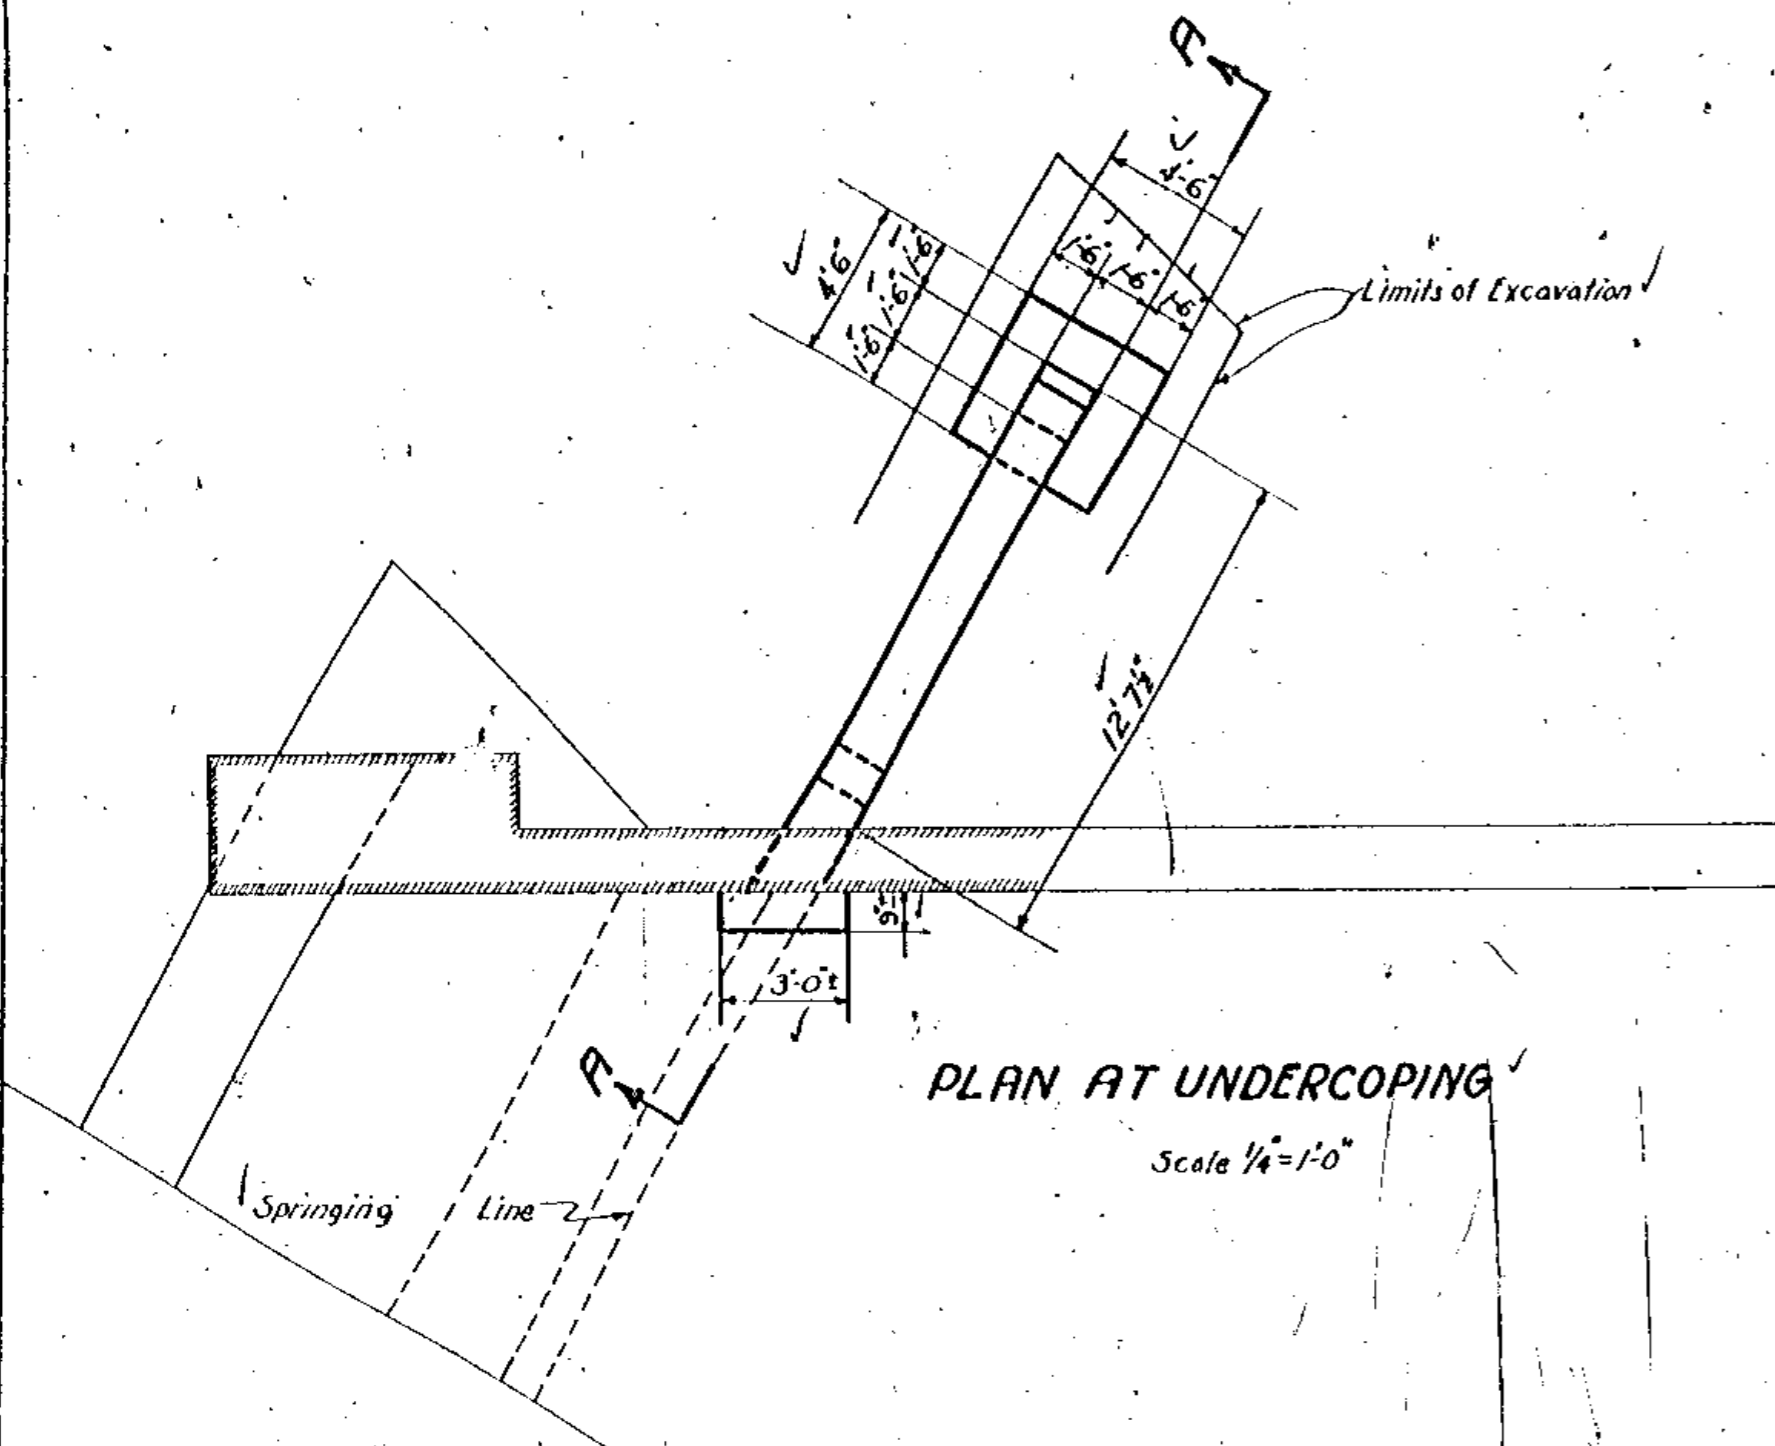 A
4'-6"
1'-6" 1'-6" 1'-6"
4'-6"
1'-6" 1'-6" 1'-6"
Limits of Excavation
12'7½"
9"
3'-0"±
A
PLAN AT UNDERCOPING
Scale ¼"=1'-0"
Springing Line